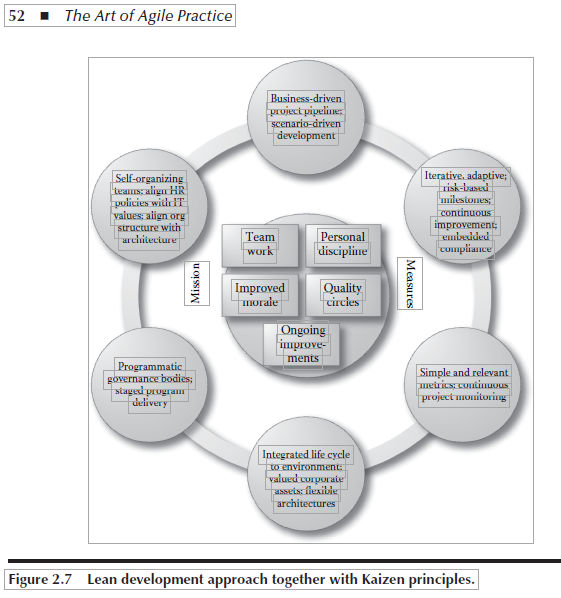 52 ■ The Art of Agile Practice
Business-driven
project pipeline;
scenario-driven
development
Self-organizing
teams; align HR
policies with IT
values; align org
structure with
architecture
Iterative, adaptive;
risk-based
milestones;
continuous
improvement;
embedded
compliance
Team
work
Personal
discipline
Mission
Measures
Improved
morale
Quality
circles
Ongoing
improve-
ments
Programmatic
governance bodies;
staged program
delivery
Simple and relevant
metrics; continuous
project monitoring
Integrated life cycle
to environment;
valued corporate
assets; flexible
architectures
Figure 2.7 Lean development approach together with Kaizen principles.